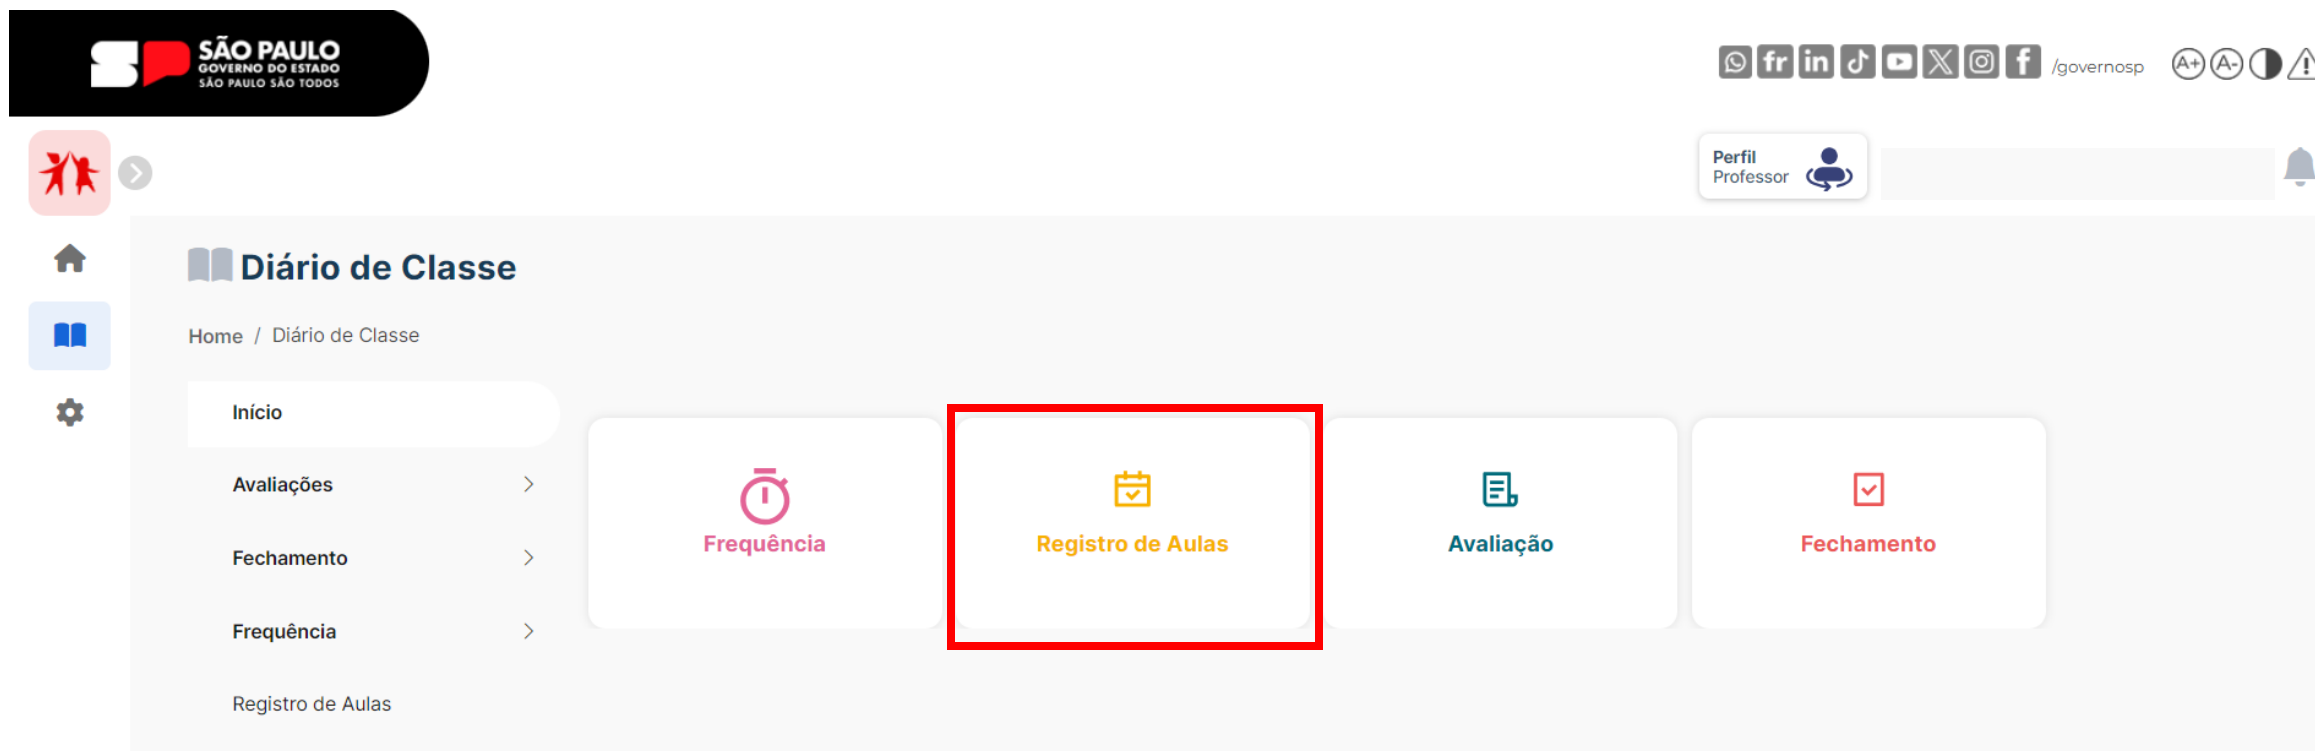 SÃO PAULO
GOVERNO DO ESTADO
SÃO PAULO SÃO TODOS
/governosp
A+ A-
Perfil
Professor
Diário de Classe
Home / Diário de Classe
Início
Avaliações
Fechamento
Frequência
Registro de Aulas
Frequência
Registro de Aulas
Avaliação
Fechamento